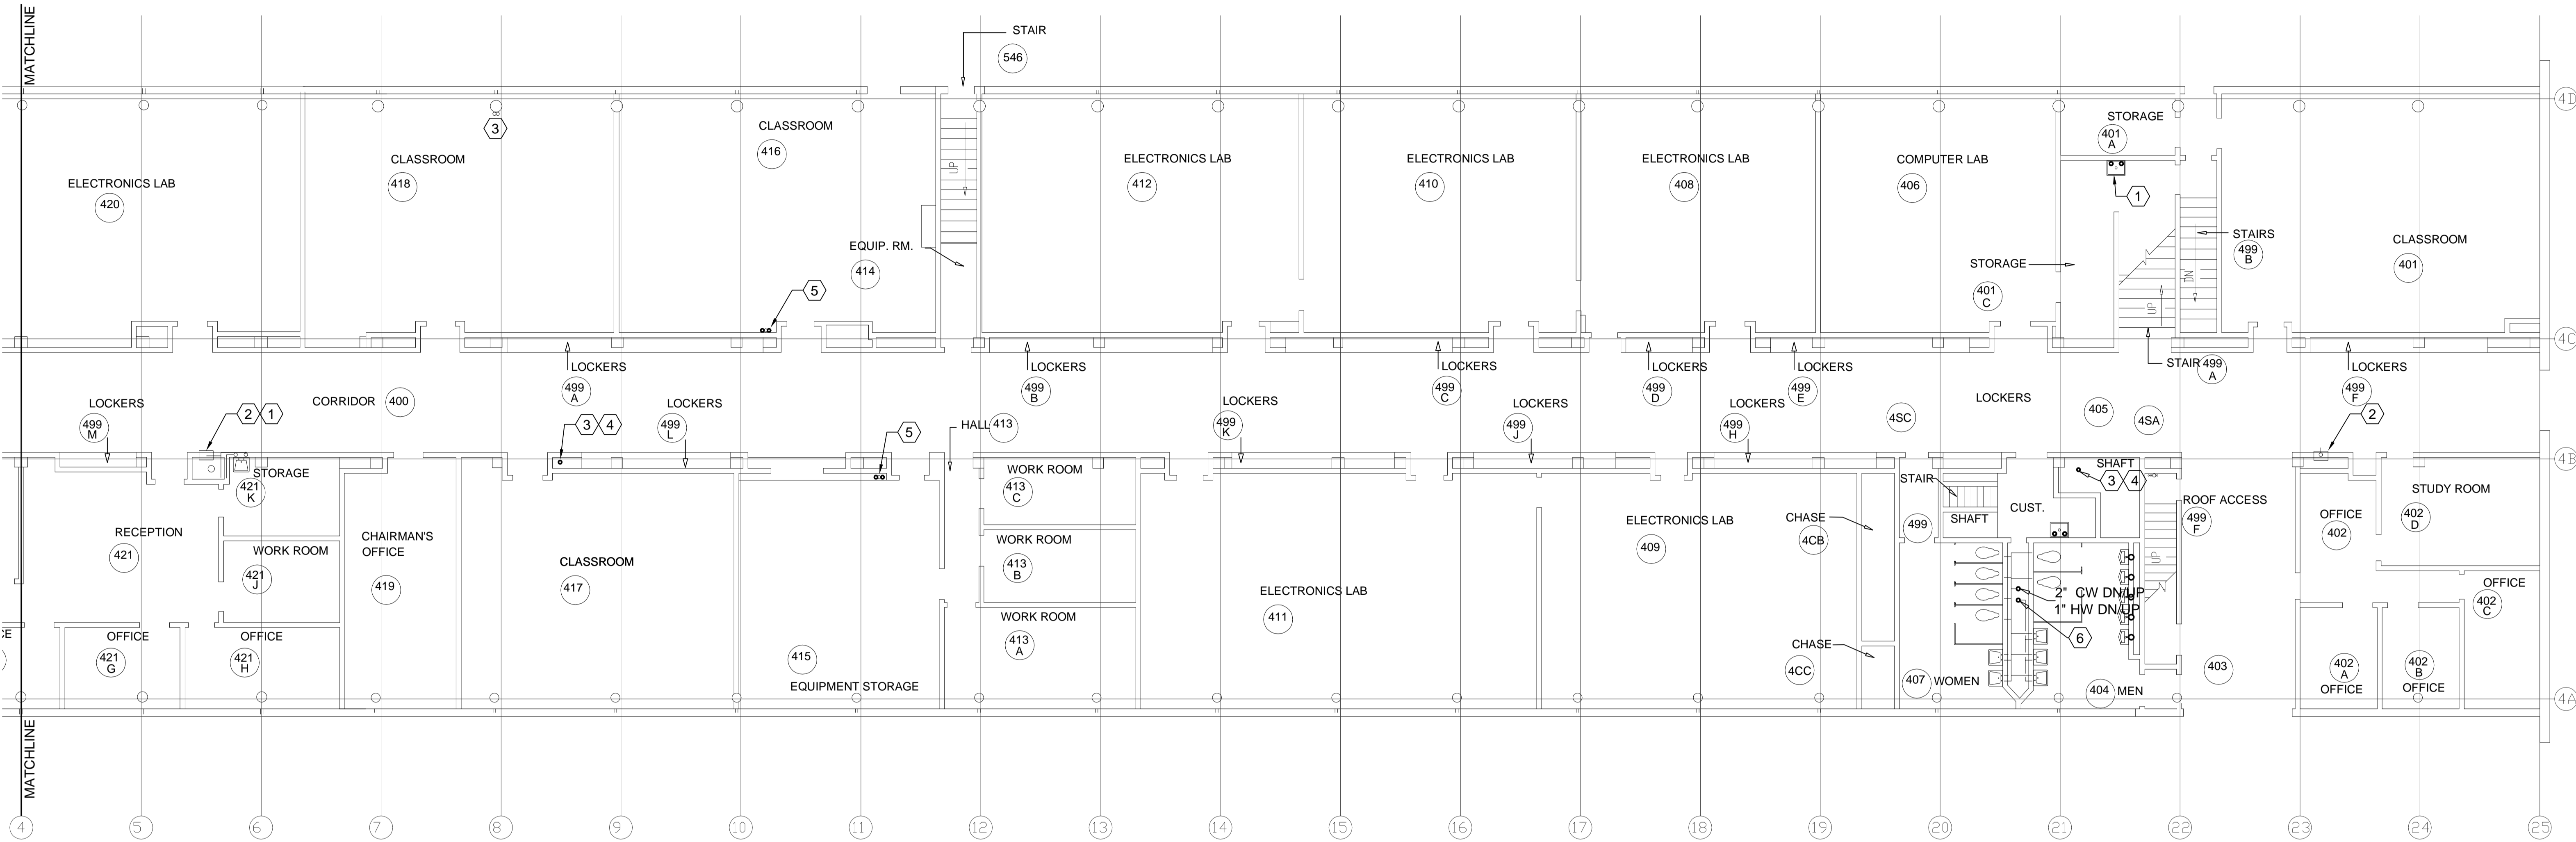 MATCHLINE
STAIR
546
4D
3
CLASSROOM
416
STORAGE
401
A
CLASSROOM
418
ELECTRONICS LAB
412
ELECTRONICS LAB
410
ELECTRONICS LAB
408
COMPUTER LAB
406
UP
ELECTRONICS LAB
420
1
EQUIP. RM.
414
STAIRS
499
B
CLASSROOM
401
STORAGE
401
C
DN
UP
5
4C
LOCKERS
499
A
LOCKERS
499
B
LOCKERS
499
C
LOCKERS
499
D
LOCKERS
499
E
STAIR
499
A
LOCKERS
499
F
LOCKERS
499
M
2
1
CORRIDOR
400
3
4
LOCKERS
499
L
5
HALL
413
LOCKERS
499
K
LOCKERS
499
J
LOCKERS
499
H
4SC
LOCKERS
405
4SA
2
4B
STORAGE
421
K
WORK ROOM
413
C
STAIR
SHAFT
3
4
ROOF ACCESS
499
F
STUDY ROOM
402
D
RECEPTION
421
WORK ROOM
421
J
CHAIRMAN'S
OFFICE
419
CLASSROOM
417
WORK ROOM
413
B
ELECTRONICS LAB
409
CHASE
4CB
499
SHAFT
CUST.
OFFICE
402
UP
ELECTRONICS LAB
411
2" CW DN/UP
1" HW DN/UP
OFFICE
402
C
WORK ROOM
413
A
CE
OFFICE
421
G
OFFICE
421
H
415
EQUIPMENT STORAGE
CHASE
4CC
6
407
WOMEN
404
MEN
403
402
A
OFFICE
402
B
OFFICE
4A
MATCHLINE
4
5
6
7
8
9
10
11
12
13
14
15
16
17
18
19
20
21
22
23
24
25